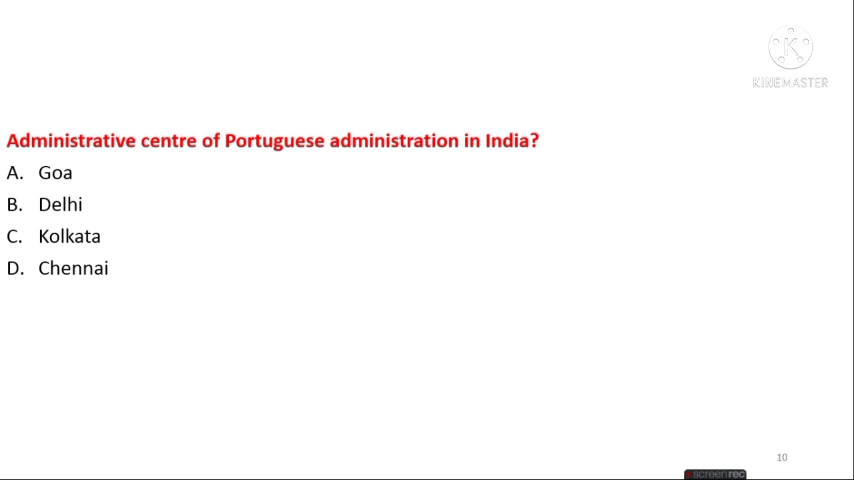 KINEMASTER
Administrative centre of Portuguese administration in India?
A. Goa
B. Delhi
C. Kolkata
D. Chennai
10
screenrec